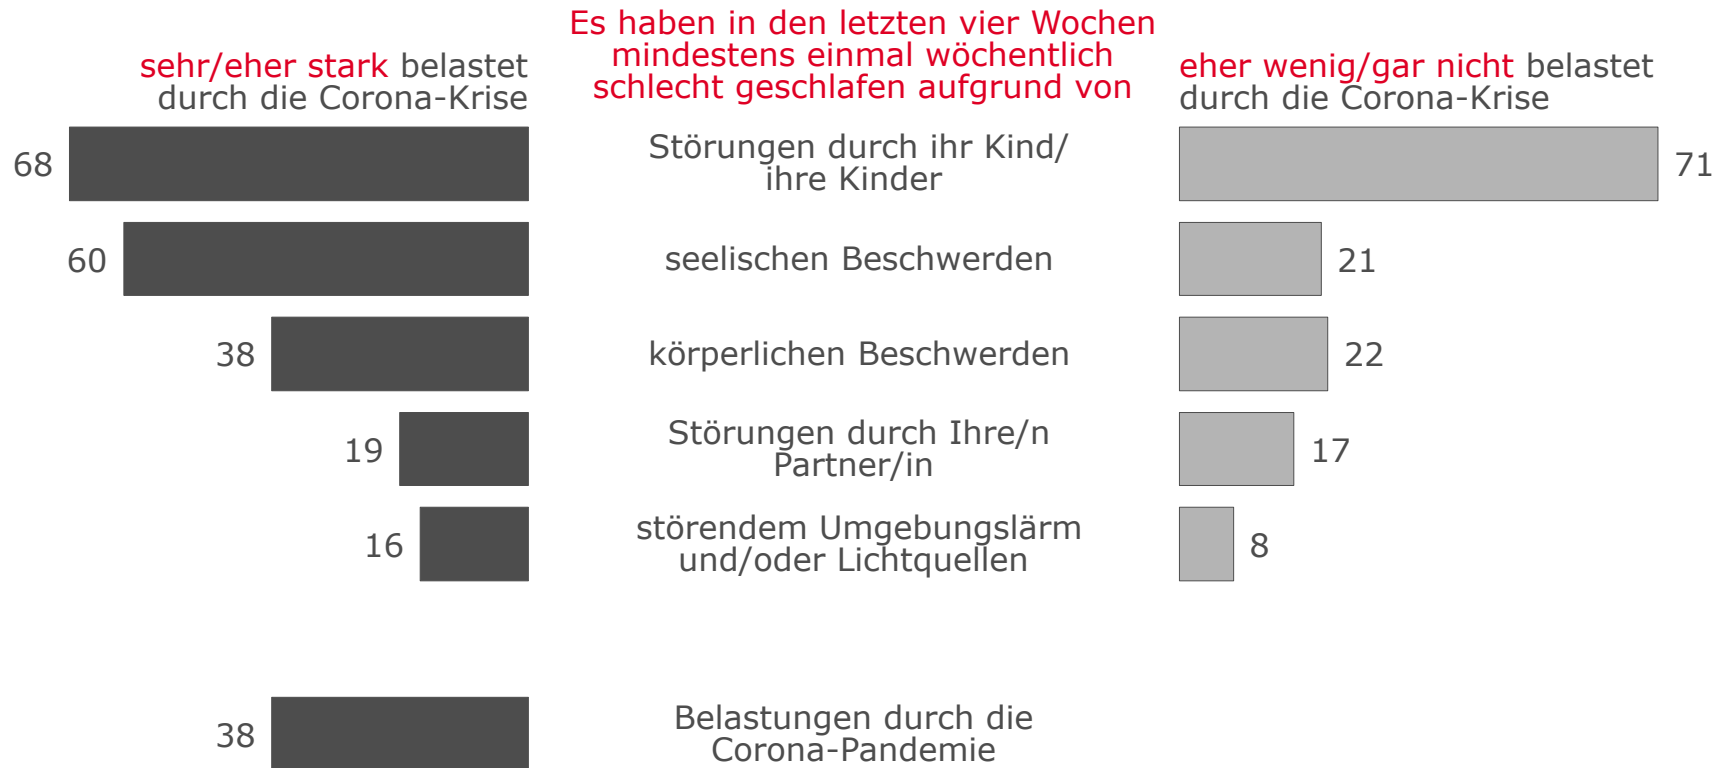 Es haben in den letzten vier Wochen
mindestens einmal wöchentlich
schlecht geschlafen aufgrund von
sehr/eher stark belastet
durch die Corona-Krise
eher wenig/gar nicht belastet
durch die Corona-Krise
68
Störungen durch ihr Kind/
ihre Kinder
71
60
seelischen Beschwerden
21
38
körperlichen Beschwerden
22
19
Störungen durch Ihre/n
Partner/in
17
16
störendem Umgebungslärm
und/oder Lichtquellen
8
38
Belastungen durch die
Corona-Pandemie